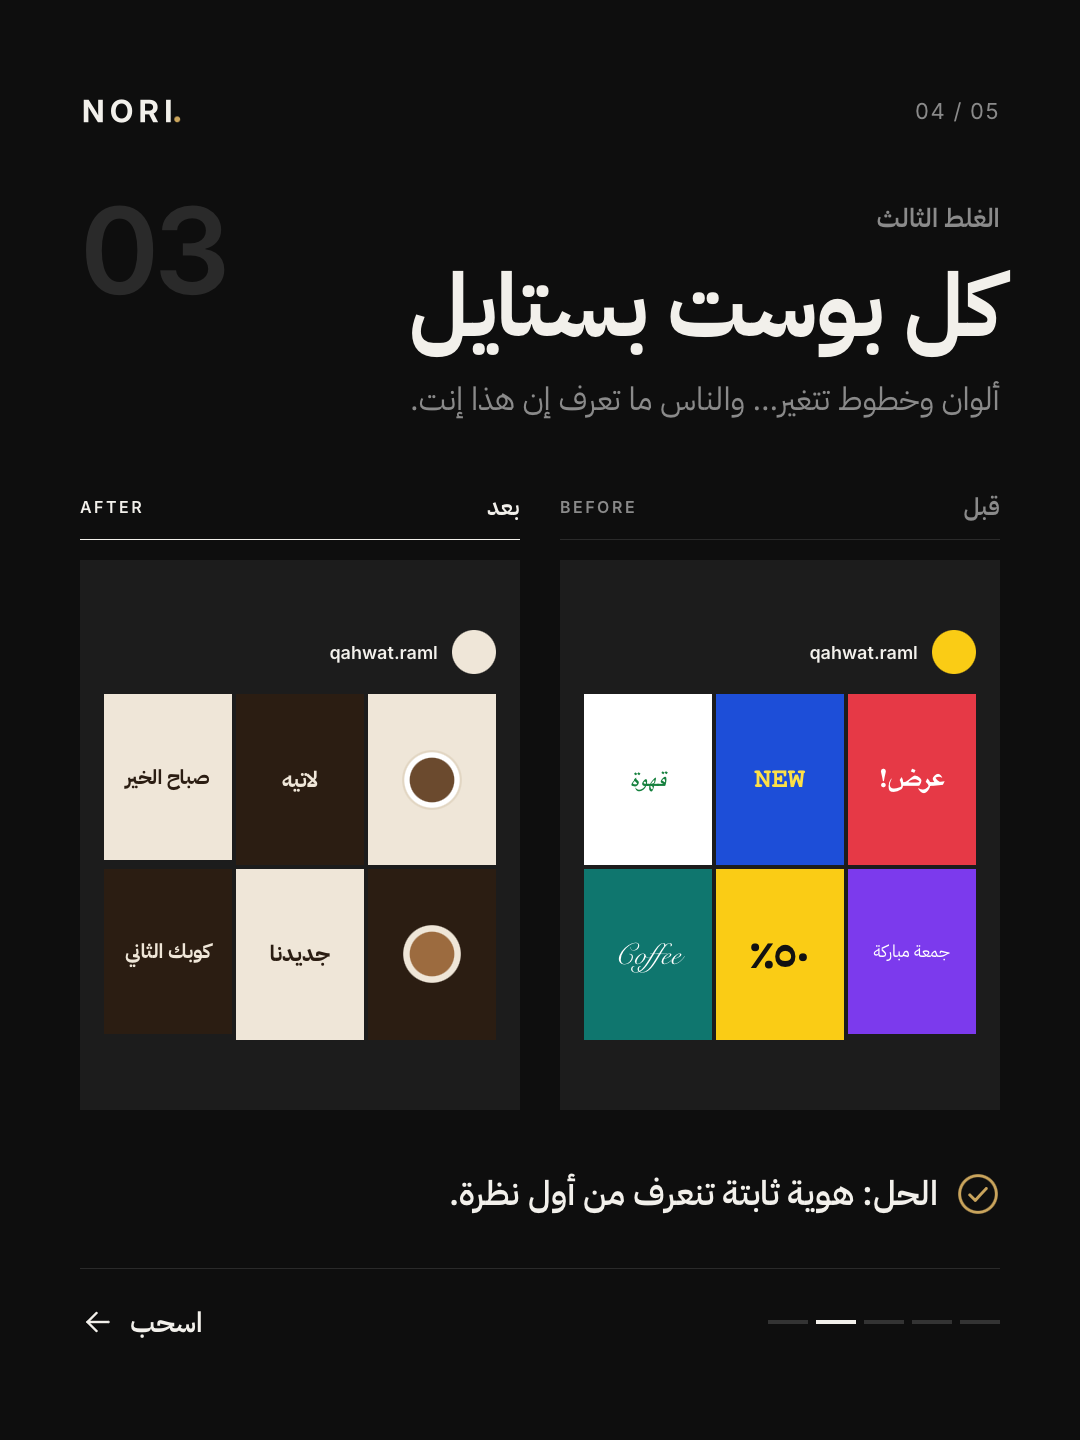 NORI.
04 / 05
03
الغلط الثالث
كل بوست بستايل
ألوان وخطوط تتغير... والناس ما تعرف إن هذا إنت.
قبل
BEFORE
qahwat.raml
عرض!
NEW
قهوة
جمعة مباركة
٪٥٠
Coffee
بعد
AFTER
qahwat.raml
لاتيه
صباح الخير
جديدنا
كوبك الثاني
الحل: هوية ثابتة تنعرف من أول نظرة.
اسحب